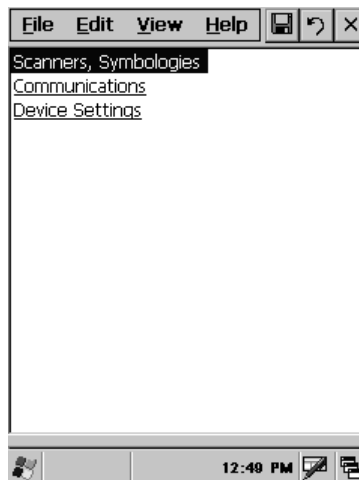 File Edit View Help
Scanners, Symbologies
Communications
Device Settings
12:49 PM